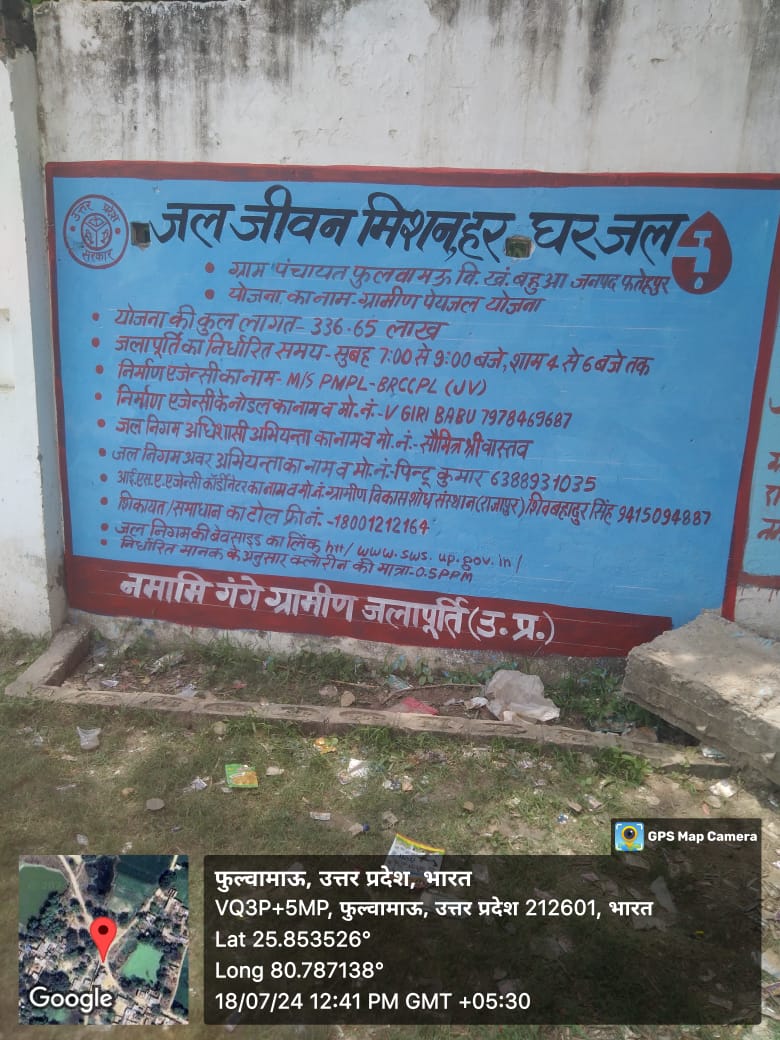 उत्तर प्रदेश
सरकार
जल जीवन मिशन,हर घर जल
• ग्राम पंचायत फुलवामऊ वि.खं. बहुआ जनपद फतेहपुर
• योजना का नाम-ग्रामीण पेयजल योजना
• योजना की कुल लागत- 336.65 लाख
• जलापूर्ति का निर्धारित समय- सुबह 7:00 से 9:00 बजे, शाम 4 से 6 बजे तक
• निर्माण एजेन्सी का नाम- M/S PMPL-BRCCPL (JV)
• निर्माण एजेन्सी के नोडल का नाम व मो.नं.-V GIRI BABU 7978469687
• जल निगम अधिशासी अभियन्ता का नाम व मो.नं.- सौमित्र श्रीवास्तव
• जल निगम अवर अभियन्ता का नाम व मो.नं-पिन्टू कुमार 6388931035
• आई.एस.ए. एजेन्सी कॉर्डीनेटर का नाम व मो.नं-ग्रामीण विकास शोध संस्थान (राजापुर) शिवबहादुर सिंह 9415094887
• शिकायत/समाधान का टोल फ्री नं. -18001212164
• जल निगम की बेवसाइड का लिंक htt/ www.sws.up.gov.in/
• निर्धारित मानक के अनुसार क्लोरीन की मात्रा-0.5PPM
नमामि गंगे ग्रामीण जलापूर्ति (उ.प्र.)
GPS Map Camera
फुल्वामाऊ, उत्तर प्रदेश, भारत
VQ3P+5MP, फुल्वामाऊ, उत्तर प्रदेश 212601, भारत
Lat 25.853526°
Long 80.787138°
18/07/24 12:41 PM GMT +05:30
Google